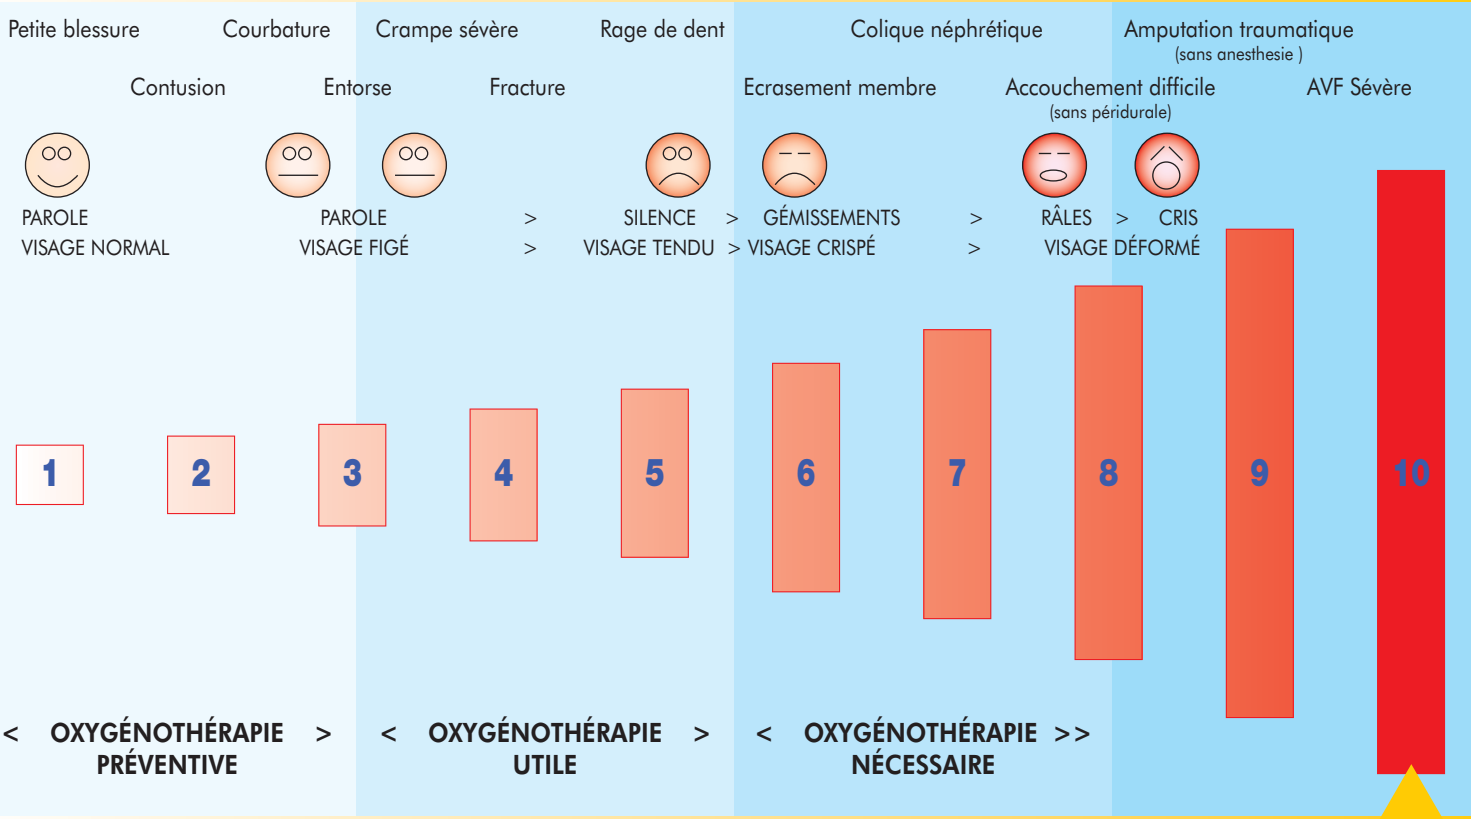 Petite blessure Courbature Crampe sévère Rage de dent Colique néphrétique Amputation traumatique
(sans anesthesie )
Contusion Entorse Fracture Ecrasement membre Accouchement difficile AVF Sévère
(sans péridurale)
PAROLE PAROLE > SILENCE > GÉMISSEMENTS > RÂLES > CRIS
VISAGE NORMAL VISAGE FIGÉ > VISAGE TENDU > VISAGE CRISPÉ > VISAGE DÉFORMÉ
1 2 3 4 5 6 7 8 9 10
< OXYGÉNOTHÉRAPIE > < OXYGÉNOTHÉRAPIE > < OXYGÉNOTHÉRAPIE >>
PRÉVENTIVE UTILE NÉCESSAIRE